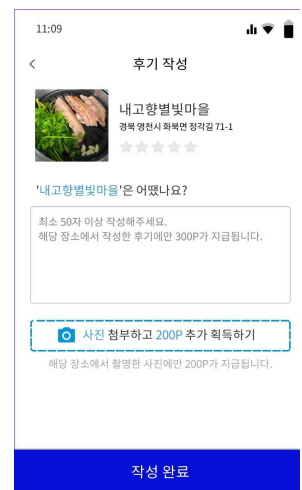 11:09
후기 작성
내고향별빛마을
경북 영천시 화북면 정각길 71-1
'내고향별빛마을'은 어땠나요?
최소 50자 이상 작성해주세요.
해당 장소에서 작성한 후기에만 300P가 지급됩니다.
사진 첨부하고 200P 추가 획득하기
해당 장소에서 촬영한 사진에만 200P가 지급됩니다.
작성 완료